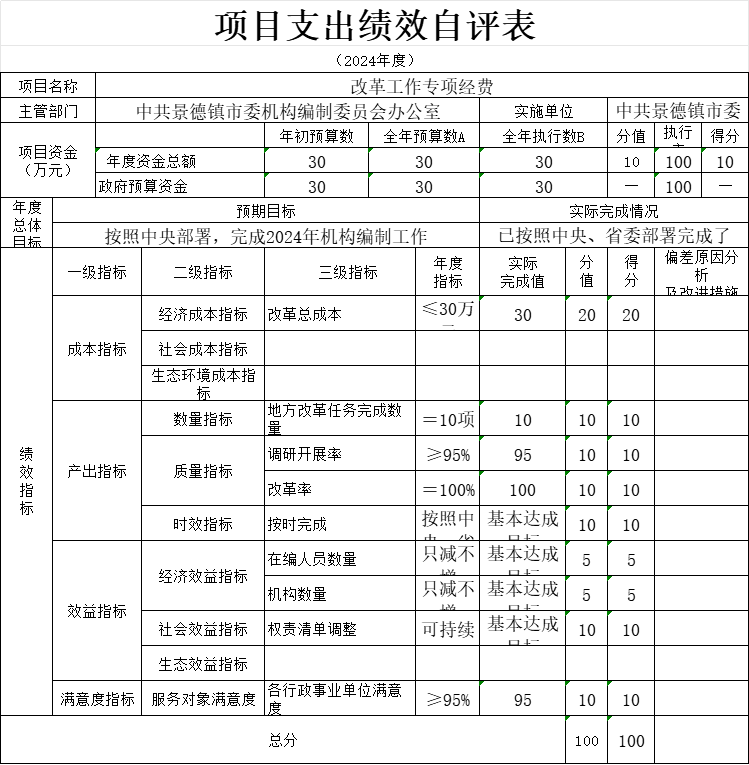 项目支出绩效自评表
（2024年度）
项目名称 改革工作专项经费
主管部门 中共景德镇市委机构编制委员会办公室 实施单位 中共景德镇市委
项目资金（万元） 年初预算数 全年预算数A 全年执行数B 分值 执行 得分
年度资金总额 30 30 30 10 100 10
政府预算资金 30 30 30 — 100 —
年度总体目标 预期目标 实际完成情况
按照中央部署，完成2024年机构编制工作 已按照中央、省委部署完成了
绩效指标 一级指标 二级指标 三级指标 年度指标 实际完成值 分值 得分 偏差原因分析及改进措施
成本指标 经济成本指标 改革总成本 ≤30万 30 20 20
社会成本指标
生态环境成本指标
产出指标 数量指标 地方改革任务完成数量 ＝10项 10 10 10
质量指标 调研开展率 ≥95% 95 10 10
改革率 ＝100% 100 10 10
时效指标 按时完成 按照中 基本达成 10 10
效益指标 经济效益指标 在编人员数量 只减不 基本达成 5 5
机构数量 只减不 基本达成 5 5
社会效益指标 权责清单调整 可持续 基本达成 10 10
生态效益指标
满意度指标 服务对象满意度 各行政事业单位满意度 ≥95% 95 10 10
总分 100 100